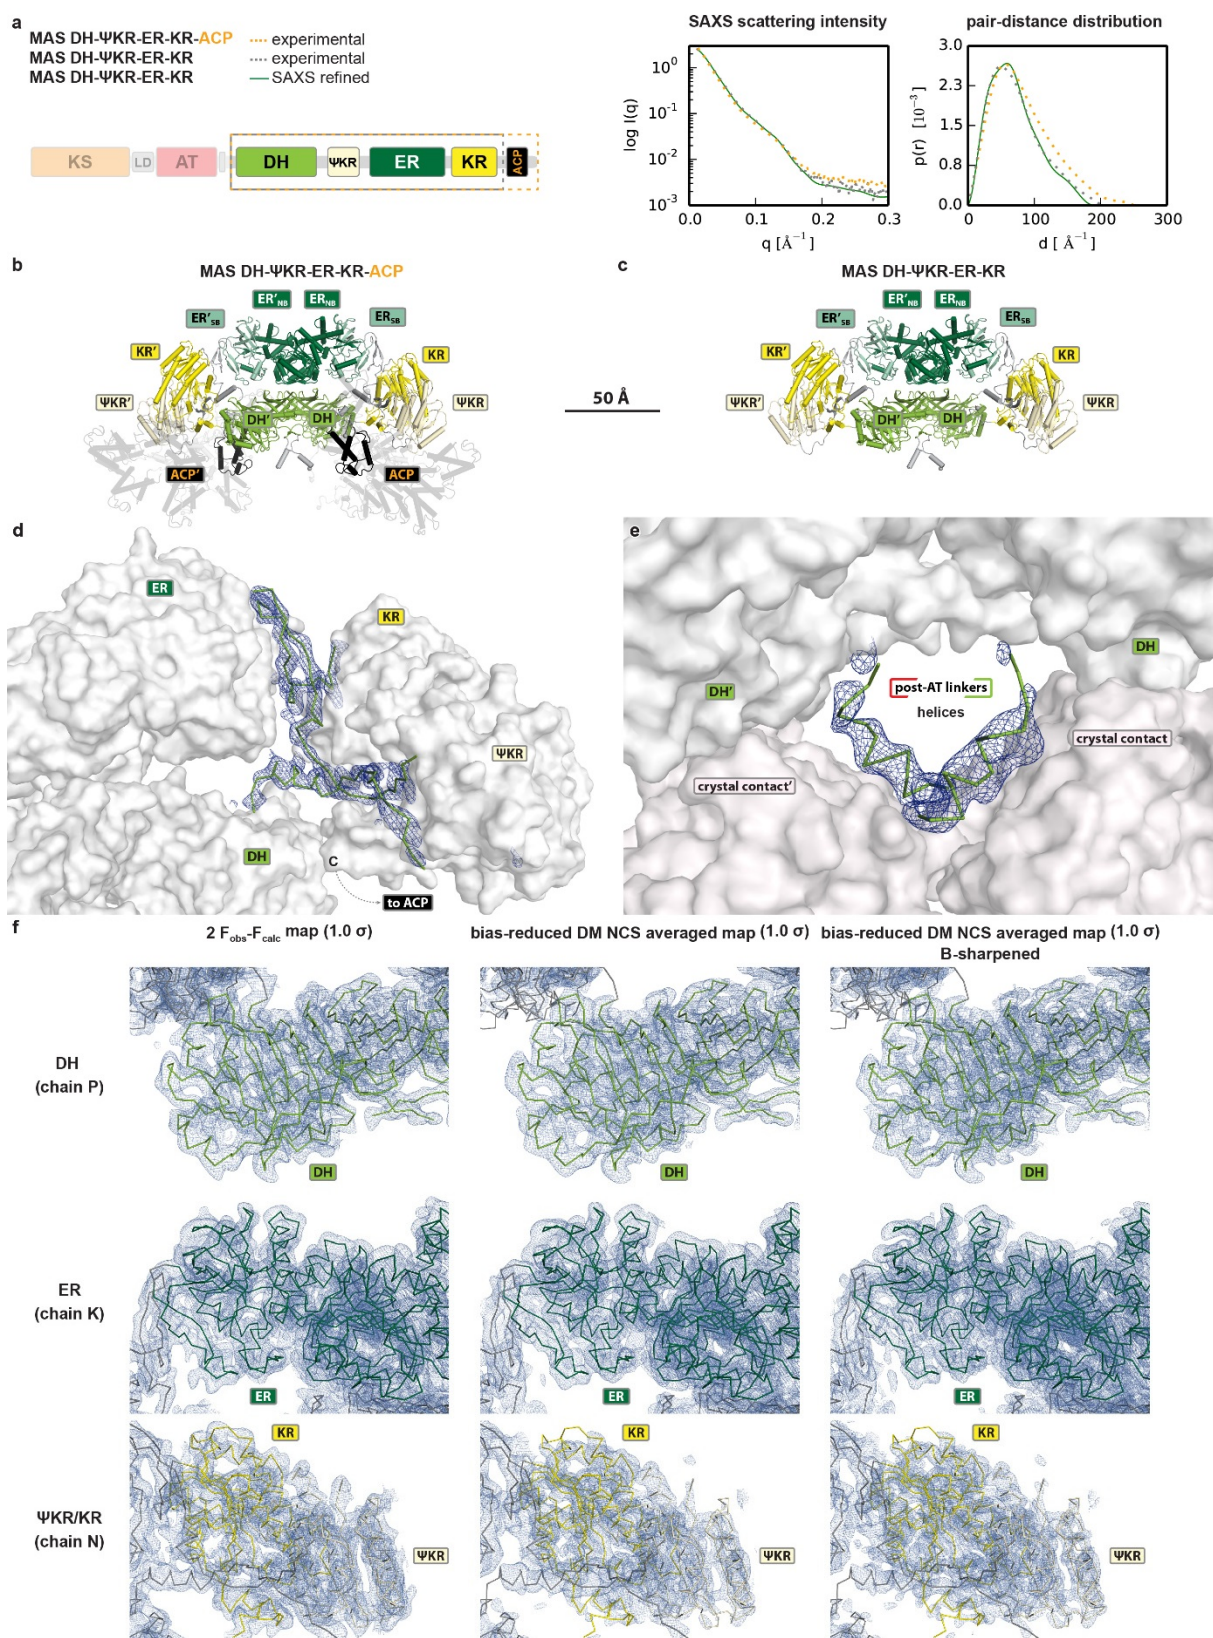 a
MAS DH-ΨKR-ER-KR-ACP experimental
MAS DH-ΨKR-ER-KR experimental
MAS DH-ΨKR-ER-KR SAXS refined
KS LD AT DH ΨKR ER KR ACP
SAXS scattering intensity
log I(q)
10⁰
10⁻¹
10⁻²
10⁻³
0.0 0.1 0.2 0.3
q [Å⁻¹]
pair-distance distribution
p(r) [10⁻³]
3.0
2.3
1.5
0.8
0.0
0 100 200 300
d [ Å⁻¹]
b
MAS DH-ΨKR-ER-KR-ACP
ER′NB ERNB
ER′SB ERSB
KR′ KR
ΨKR′ ΨKR
DH′ DH
ACP′ ACP
50 Å
c
MAS DH-ΨKR-ER-KR
ER′NB ERNB
ER′SB ERSB
KR′ KR
ΨKR′ ΨKR
DH′ DH
d
ER
KR
ΨKR
DH
C
to ACP
e
DH
DH′
post-AT linkers
helices
crystal contact
crystal contact′
f
2 Fobs-Fcalc map (1.0 σ)
bias-reduced DM NCS averaged map (1.0 σ)
bias-reduced DM NCS averaged map (1.0 σ)
B-sharpened
DH
(chain P)
DH DH DH
ER
(chain K)
ER ER ER
KR KR KR
ΨKR/KR
(chain N)
ΨKR ΨKR ΨKR